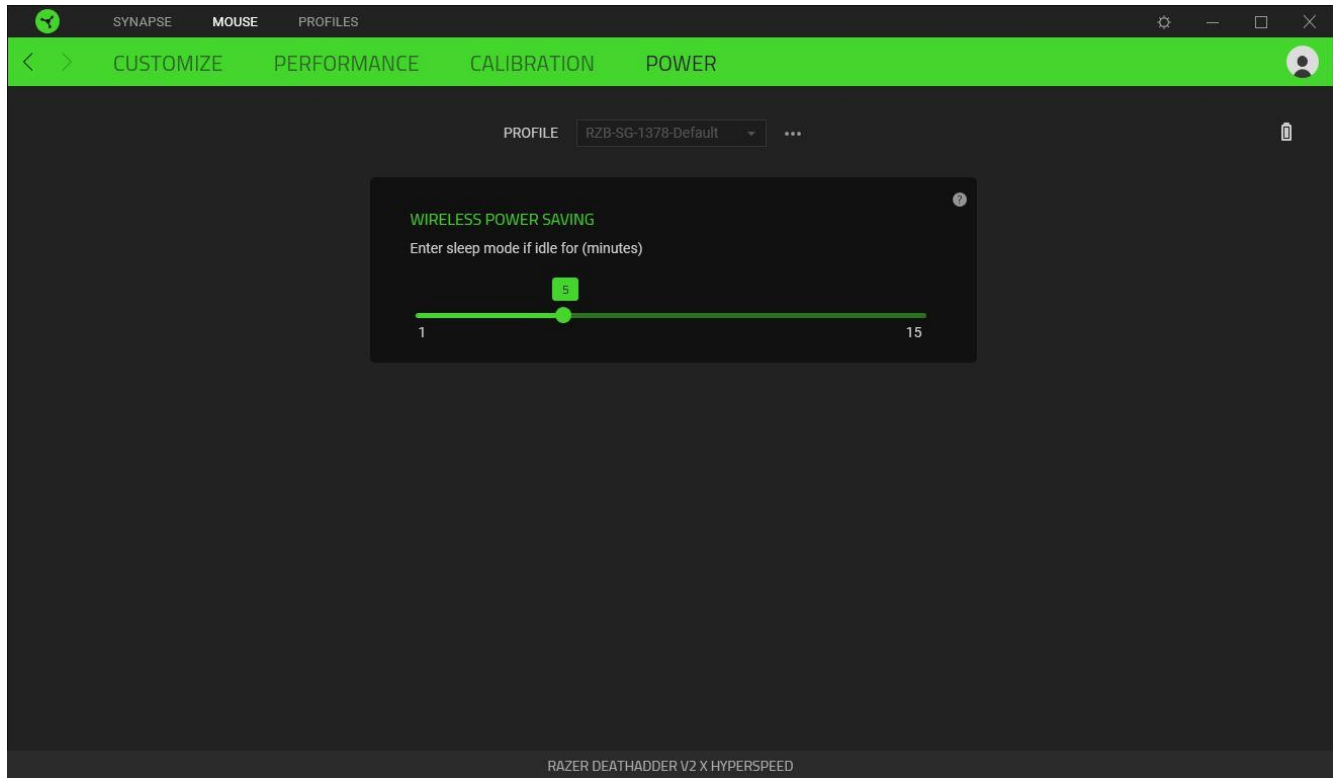 SYNAPSE MOUSE PROFILES
CUSTOMIZE PERFORMANCE CALIBRATION POWER
PROFILE RZB-SG-1378-Default
WIRELESS POWER SAVING
Enter sleep mode if idle for (minutes)
5
1 15
RAZER DEATHADDER V2 X HYPERSPEED